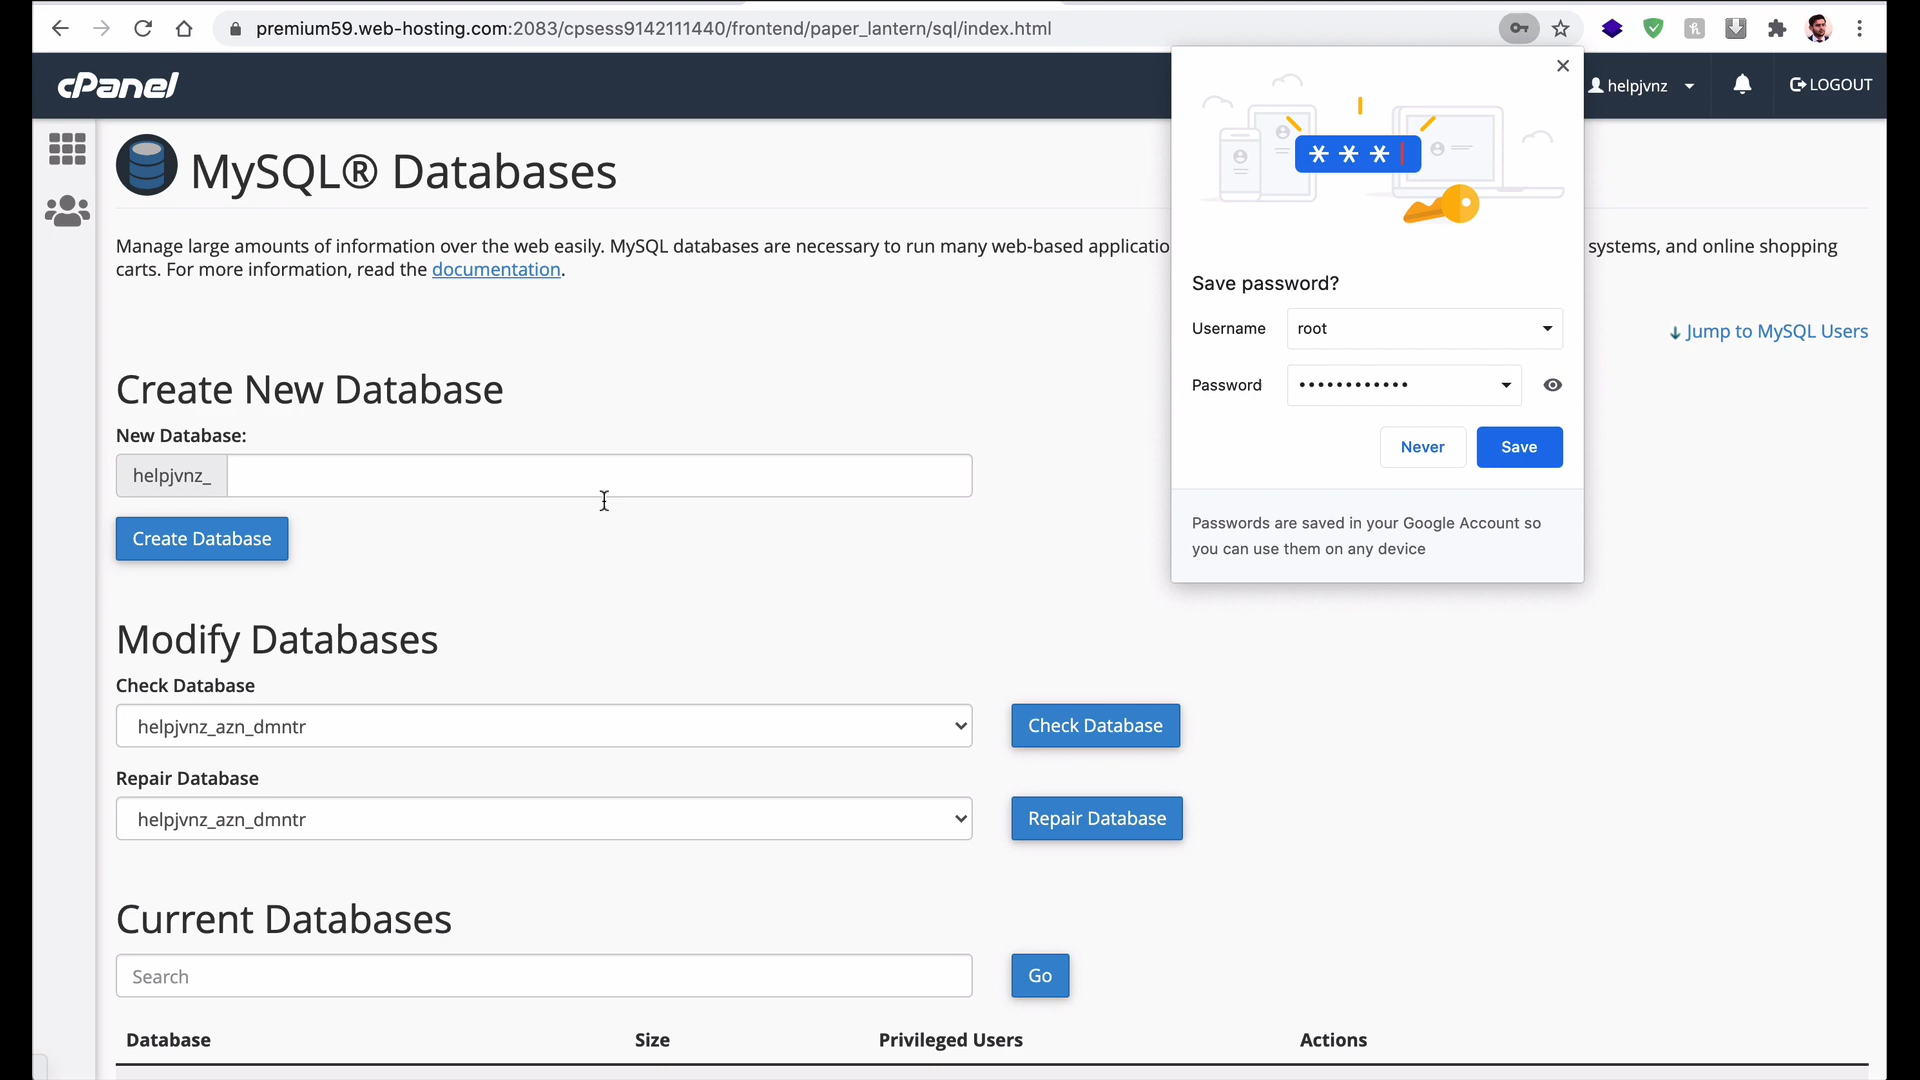 premium59.web-hosting.com:2083/cpsess9142111440/frontend/paper_lantern/sql/index.html
cPanel
helpjvnz
LOGOUT
MySQL® Databases
Manage large amounts of information over the web easily. MySQL databases are necessary to run many web-based applicatio systems, and online shopping
carts. For more information, read the documentation.
Jump to MySQL Users
Create New Database
New Database:
helpjvnz_
Create Database
Modify Databases
Check Database
helpjvnz_azn_dmntr
Check Database
Repair Database
helpjvnz_azn_dmntr
Repair Database
Current Databases
Search
Go
Database Size Privileged Users Actions
* * *
Save password?
Username root
Password ••••••••••••
Never Save
Passwords are saved in your Google Account so
you can use them on any device